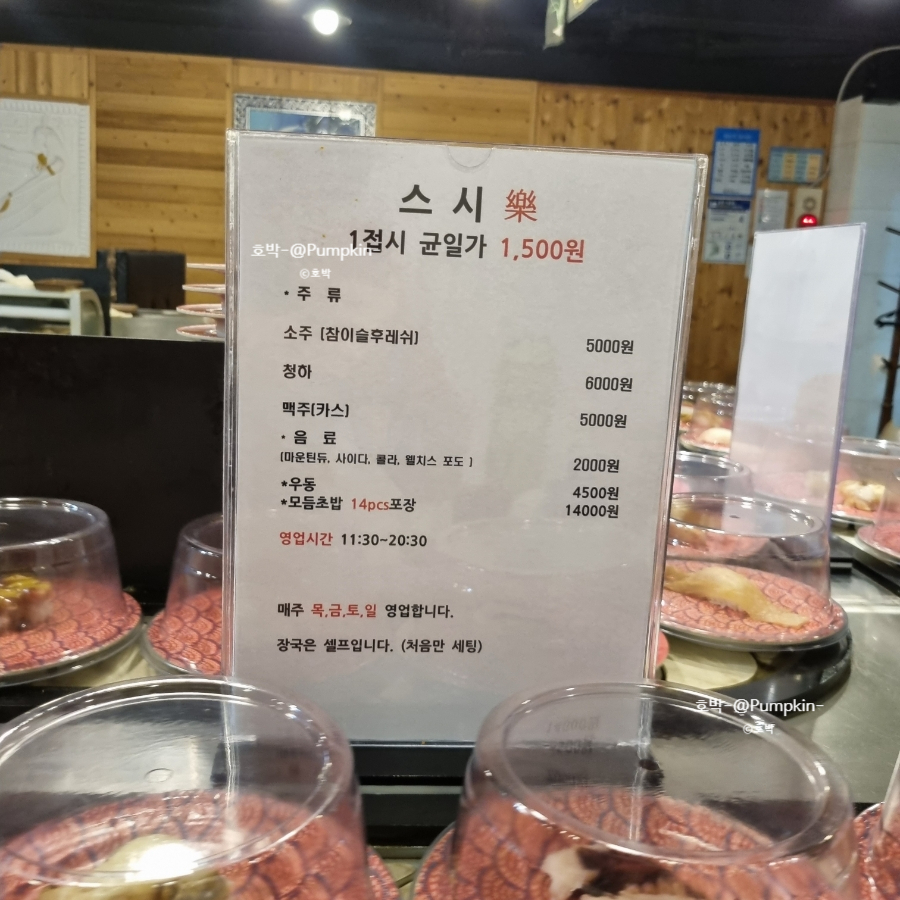 스시 樂
1접시 균일가 1,500원
호박-@Pumpkin-
©호박
· 주 류
소주 (참이슬후레쉬) 5000원
청하 6000원
맥주(카스) 5000원
· 음 료
(마운틴듀, 사이다, 콜라, 웰치스 포도 ) 2000원
*우동 4500원
*모듬초밥 14pcs포장 14000원
영업시간 11:30~20:30
매주 목,금,토,일 영업합니다.
장국은 셀프입니다. (처음만 세팅)
호박-@Pumpkin-
©호박